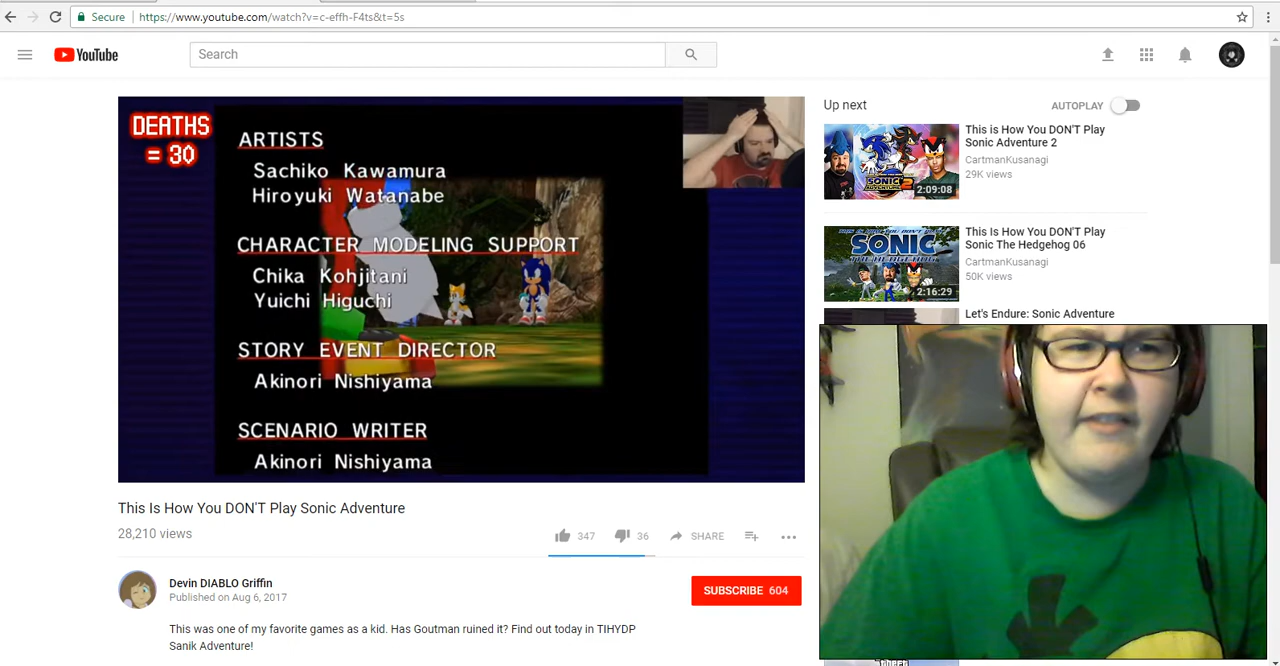 Secure https://www.youtube.com/watch?v=c-effh-F4ts&t=5s
YouTube
Search
DEATHS
= 30
ARTISTS
Sachiko Kawamura
Hiroyuki Watanabe
CHARACTER MODELING SUPPORT
Chika Kohjitani
Yuichi Higuchi
STORY EVENT DIRECTOR
Akinori Nishiyama
SCENARIO WRITER
Akinori Nishiyama
Up next
AUTOPLAY
SONIC
ADVENTURE 2
2:09:08
This is How You DON'T Play Sonic Adventure 2
CartmanKusanagi
29K views
SONIC
THE HEDGEHOG
2:16:29
This Is How You DON'T Play Sonic The Hedgehog 06
CartmanKusanagi
50K views
Let's Endure: Sonic Adventure
This Is How You DON'T Play Sonic Adventure
28,210 views
347
36
SHARE
Devin DIABLO Griffin
Published on Aug 6, 2017
SUBSCRIBE 604
This was one of my favorite games as a kid. Has Goutman ruined it? Find out today in TIHYDP
Sanik Adventure!